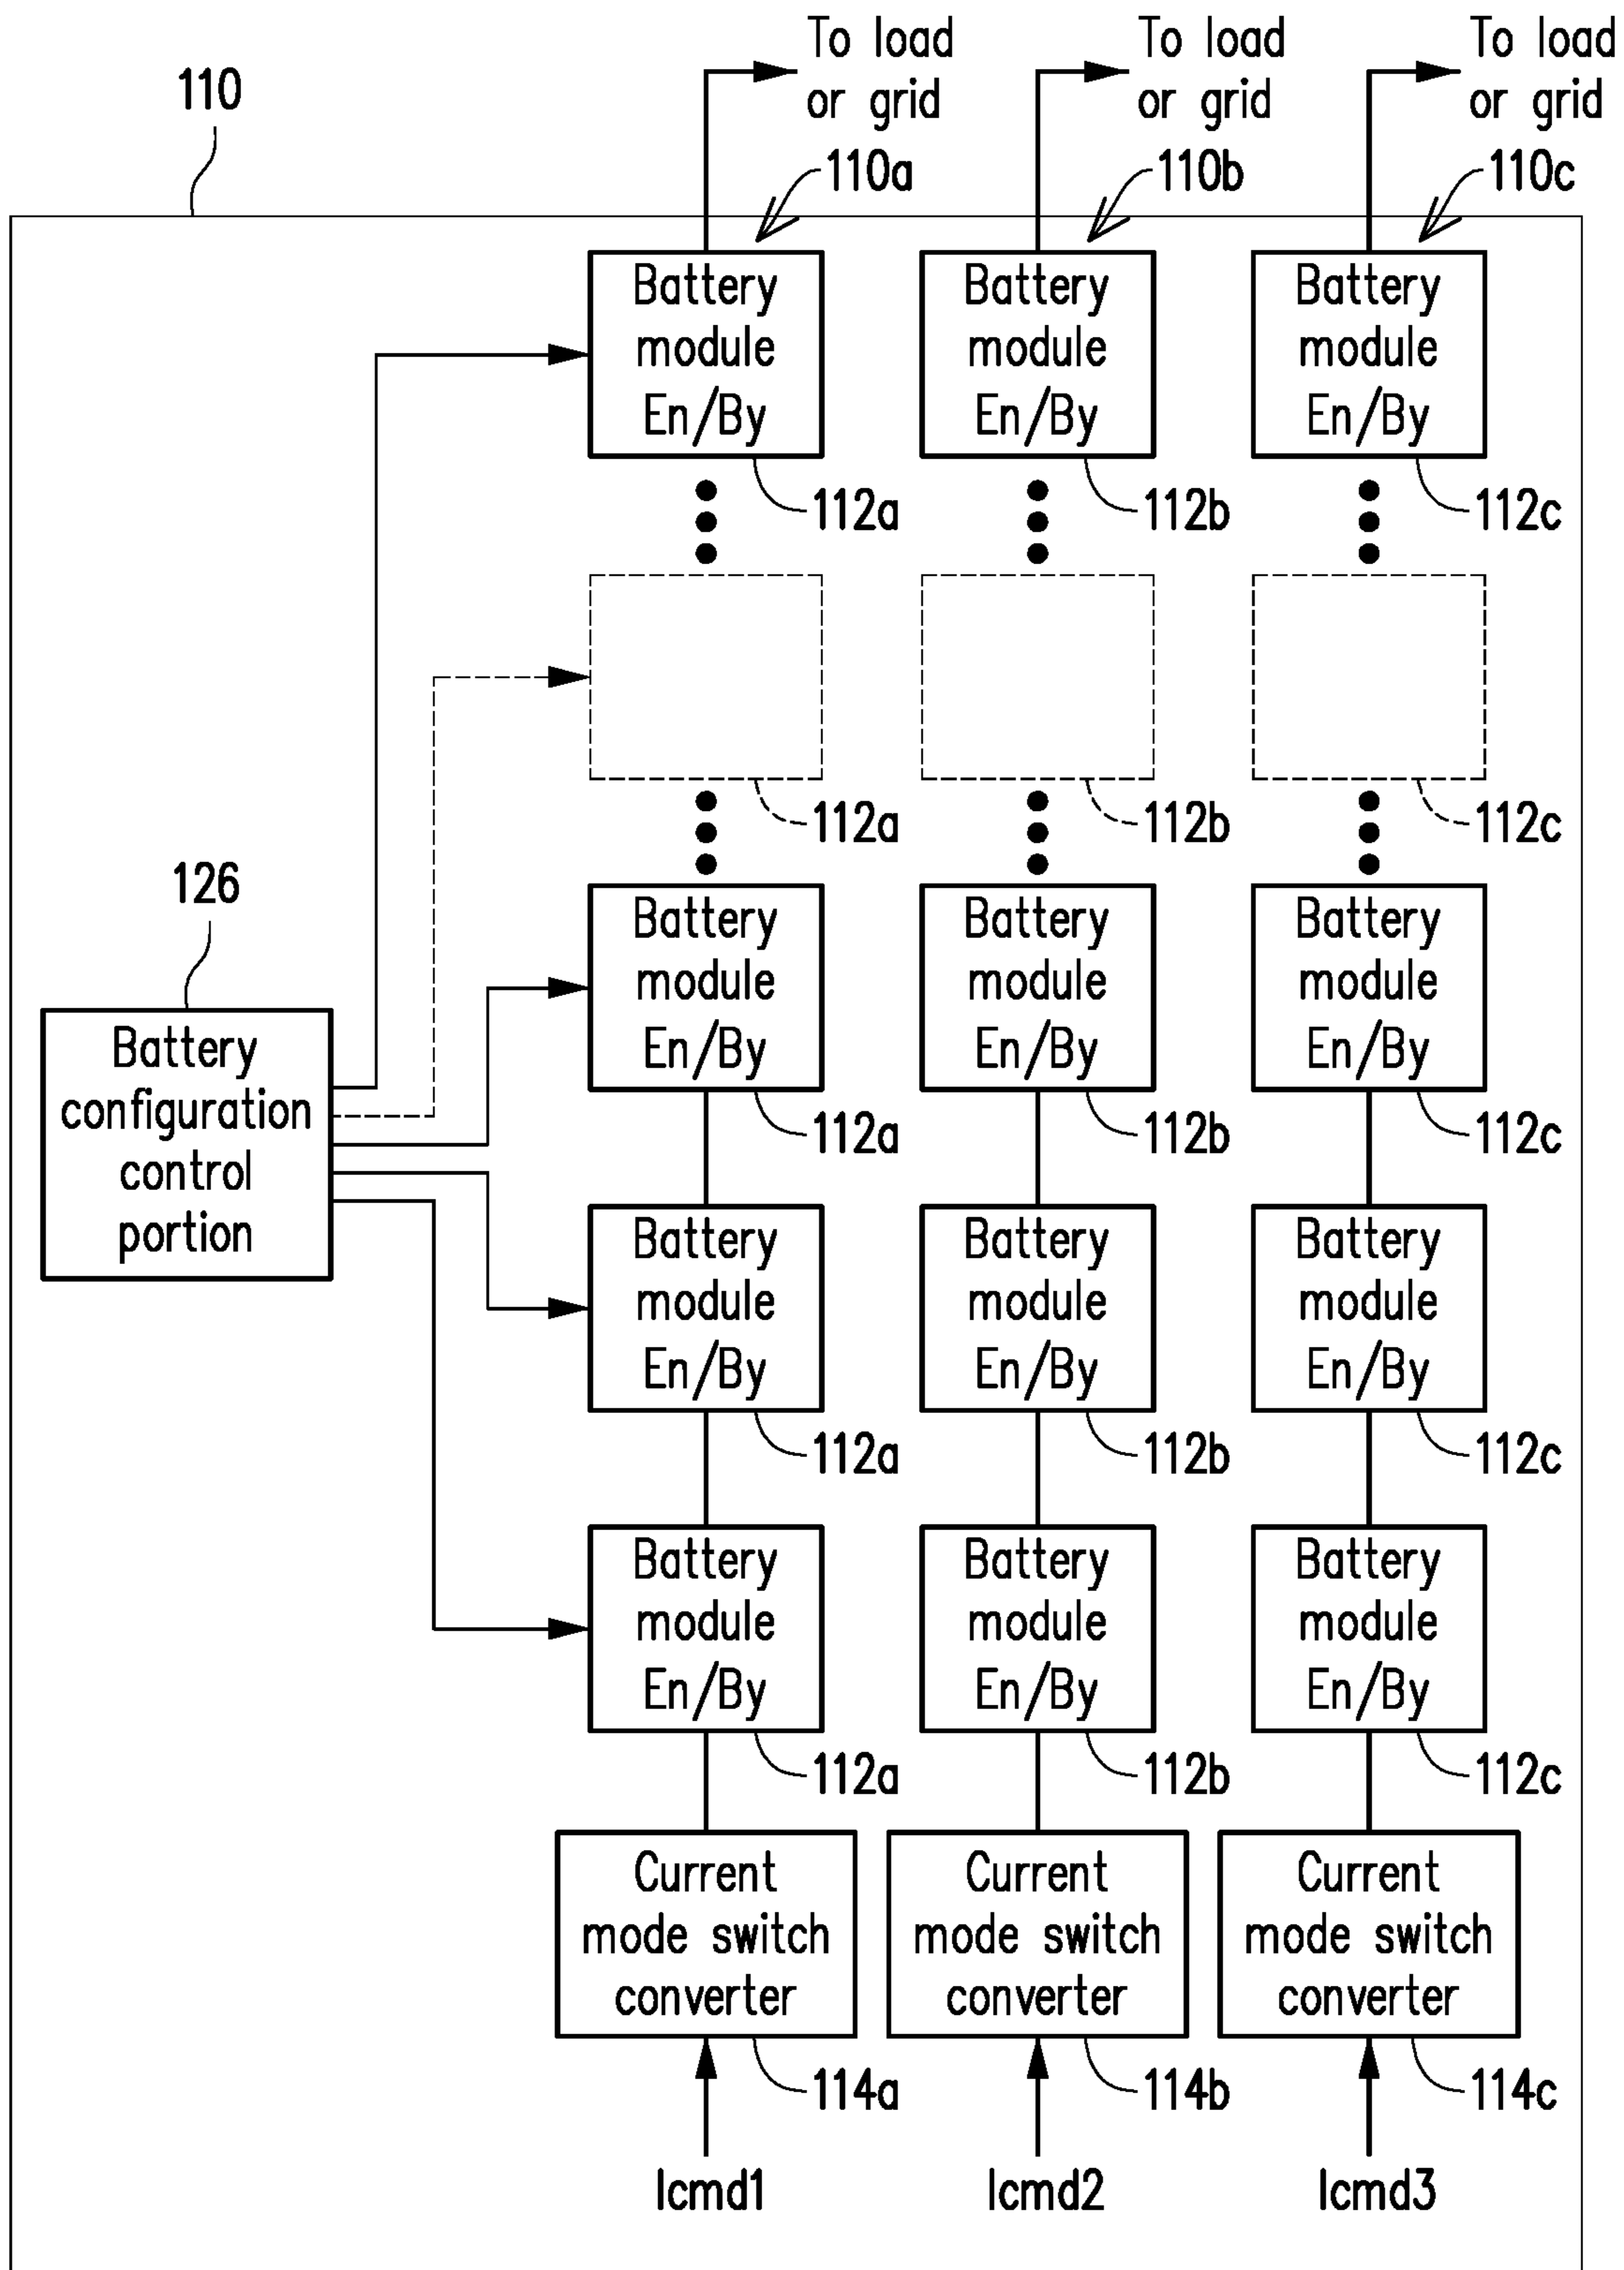 To load
or grid
To load
or grid
To load
or grid
110
110a
110b
110c
Battery
module
En/By
Battery
module
En/By
Battery
module
En/By
112a
112b
112c
112a
112b
112c
126
Battery
configuration
control
portion
Battery
module
En/By
Battery
module
En/By
Battery
module
En/By
112a
112b
112c
Battery
module
En/By
Battery
module
En/By
Battery
module
En/By
112a
112b
112c
Battery
module
En/By
Battery
module
En/By
Battery
module
En/By
112a
112b
112c
Current
mode switch
converter
Current
mode switch
converter
Current
mode switch
converter
114a
114b
114c
Icmd1
Icmd2
Icmd3